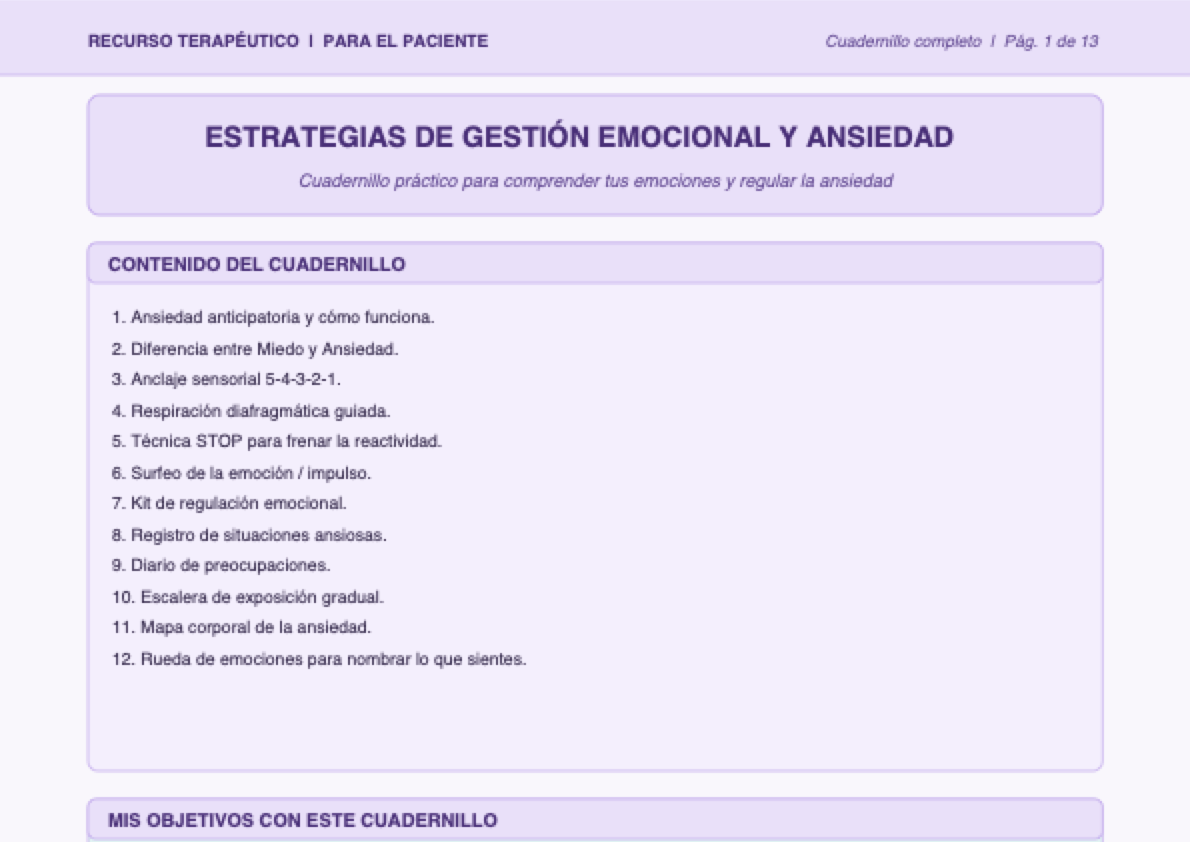 RECURSO TERAPÉUTICO | PARA EL PACIENTE
Cuadernillo completo | Pág. 1 de 13
ESTRATEGIAS DE GESTIÓN EMOCIONAL Y ANSIEDAD
Cuadernillo práctico para comprender tus emociones y regular la ansiedad
CONTENIDO DEL CUADERNILLO
1. Ansiedad anticipatoria y cómo funciona.
2. Diferencia entre Miedo y Ansiedad.
3. Anclaje sensorial 5-4-3-2-1.
4. Respiración diafragmática guiada.
5. Técnica STOP para frenar la reactividad.
6. Surfeo de la emoción / impulso.
7. Kit de regulación emocional.
8. Registro de situaciones ansiosas.
9. Diario de preocupaciones.
10. Escalera de exposición gradual.
11. Mapa corporal de la ansiedad.
12. Rueda de emociones para nombrar lo que sientes.
MIS OBJETIVOS CON ESTE CUADERNILLO